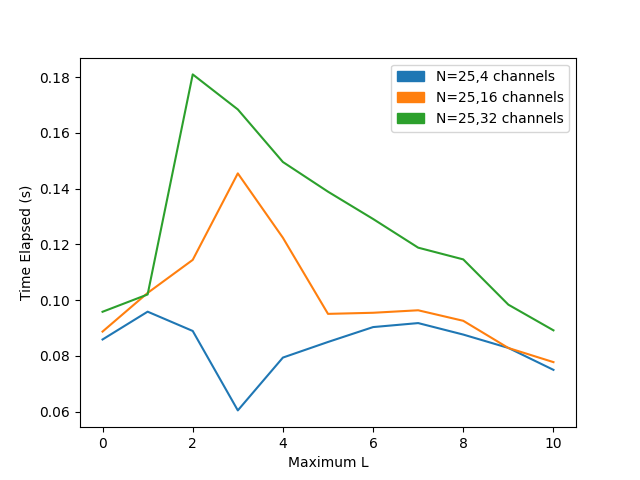 N=25,4 channels
N=25,16 channels
N=25,32 channels
Time Elapsed (s)
0.18
0.16
0.14
0.12
0.10
0.08
0.06
0 2 4 6 8 10
Maximum L